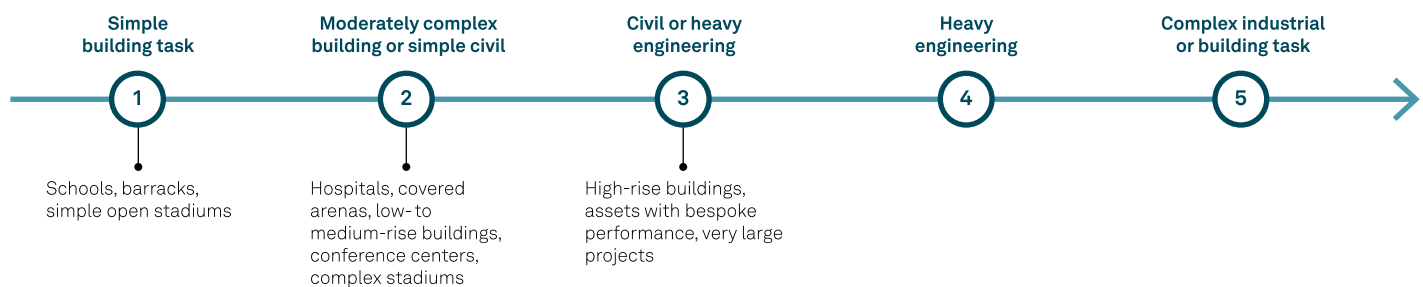 Simple
building task
Moderately complex
building or simple civil
Civil or heavy
engineering
Heavy
engineering
Complex industrial
or building task
1
2
3
4
5
Schools, barracks,
simple open stadiums
Hospitals, covered
arenas, low- to
medium-rise buildings,
conference centers,
complex stadiums
High-rise buildings,
assets with bespoke
performance, very large
projects